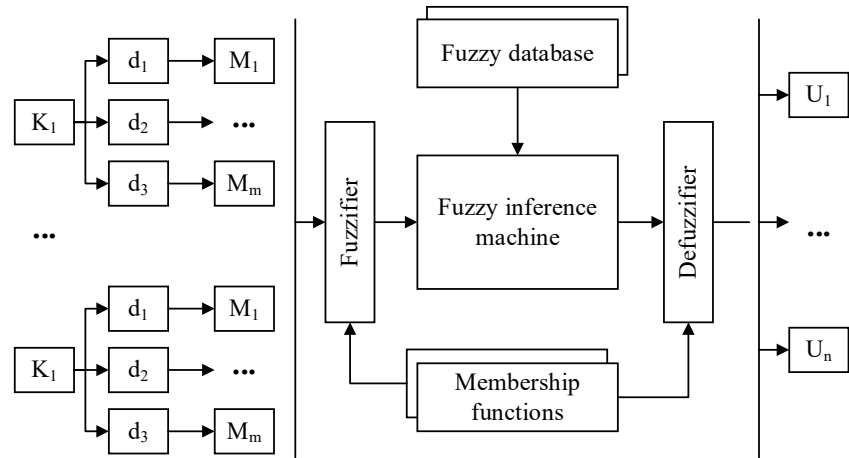 K1
d1
M1
d2
...
d3
Mm
...
K1
d1
M1
d2
...
d3
Mm
Fuzzy database
Fuzzifier
Fuzzy inference
machine
Defuzzifier
Membership
functions
U1
...
Un